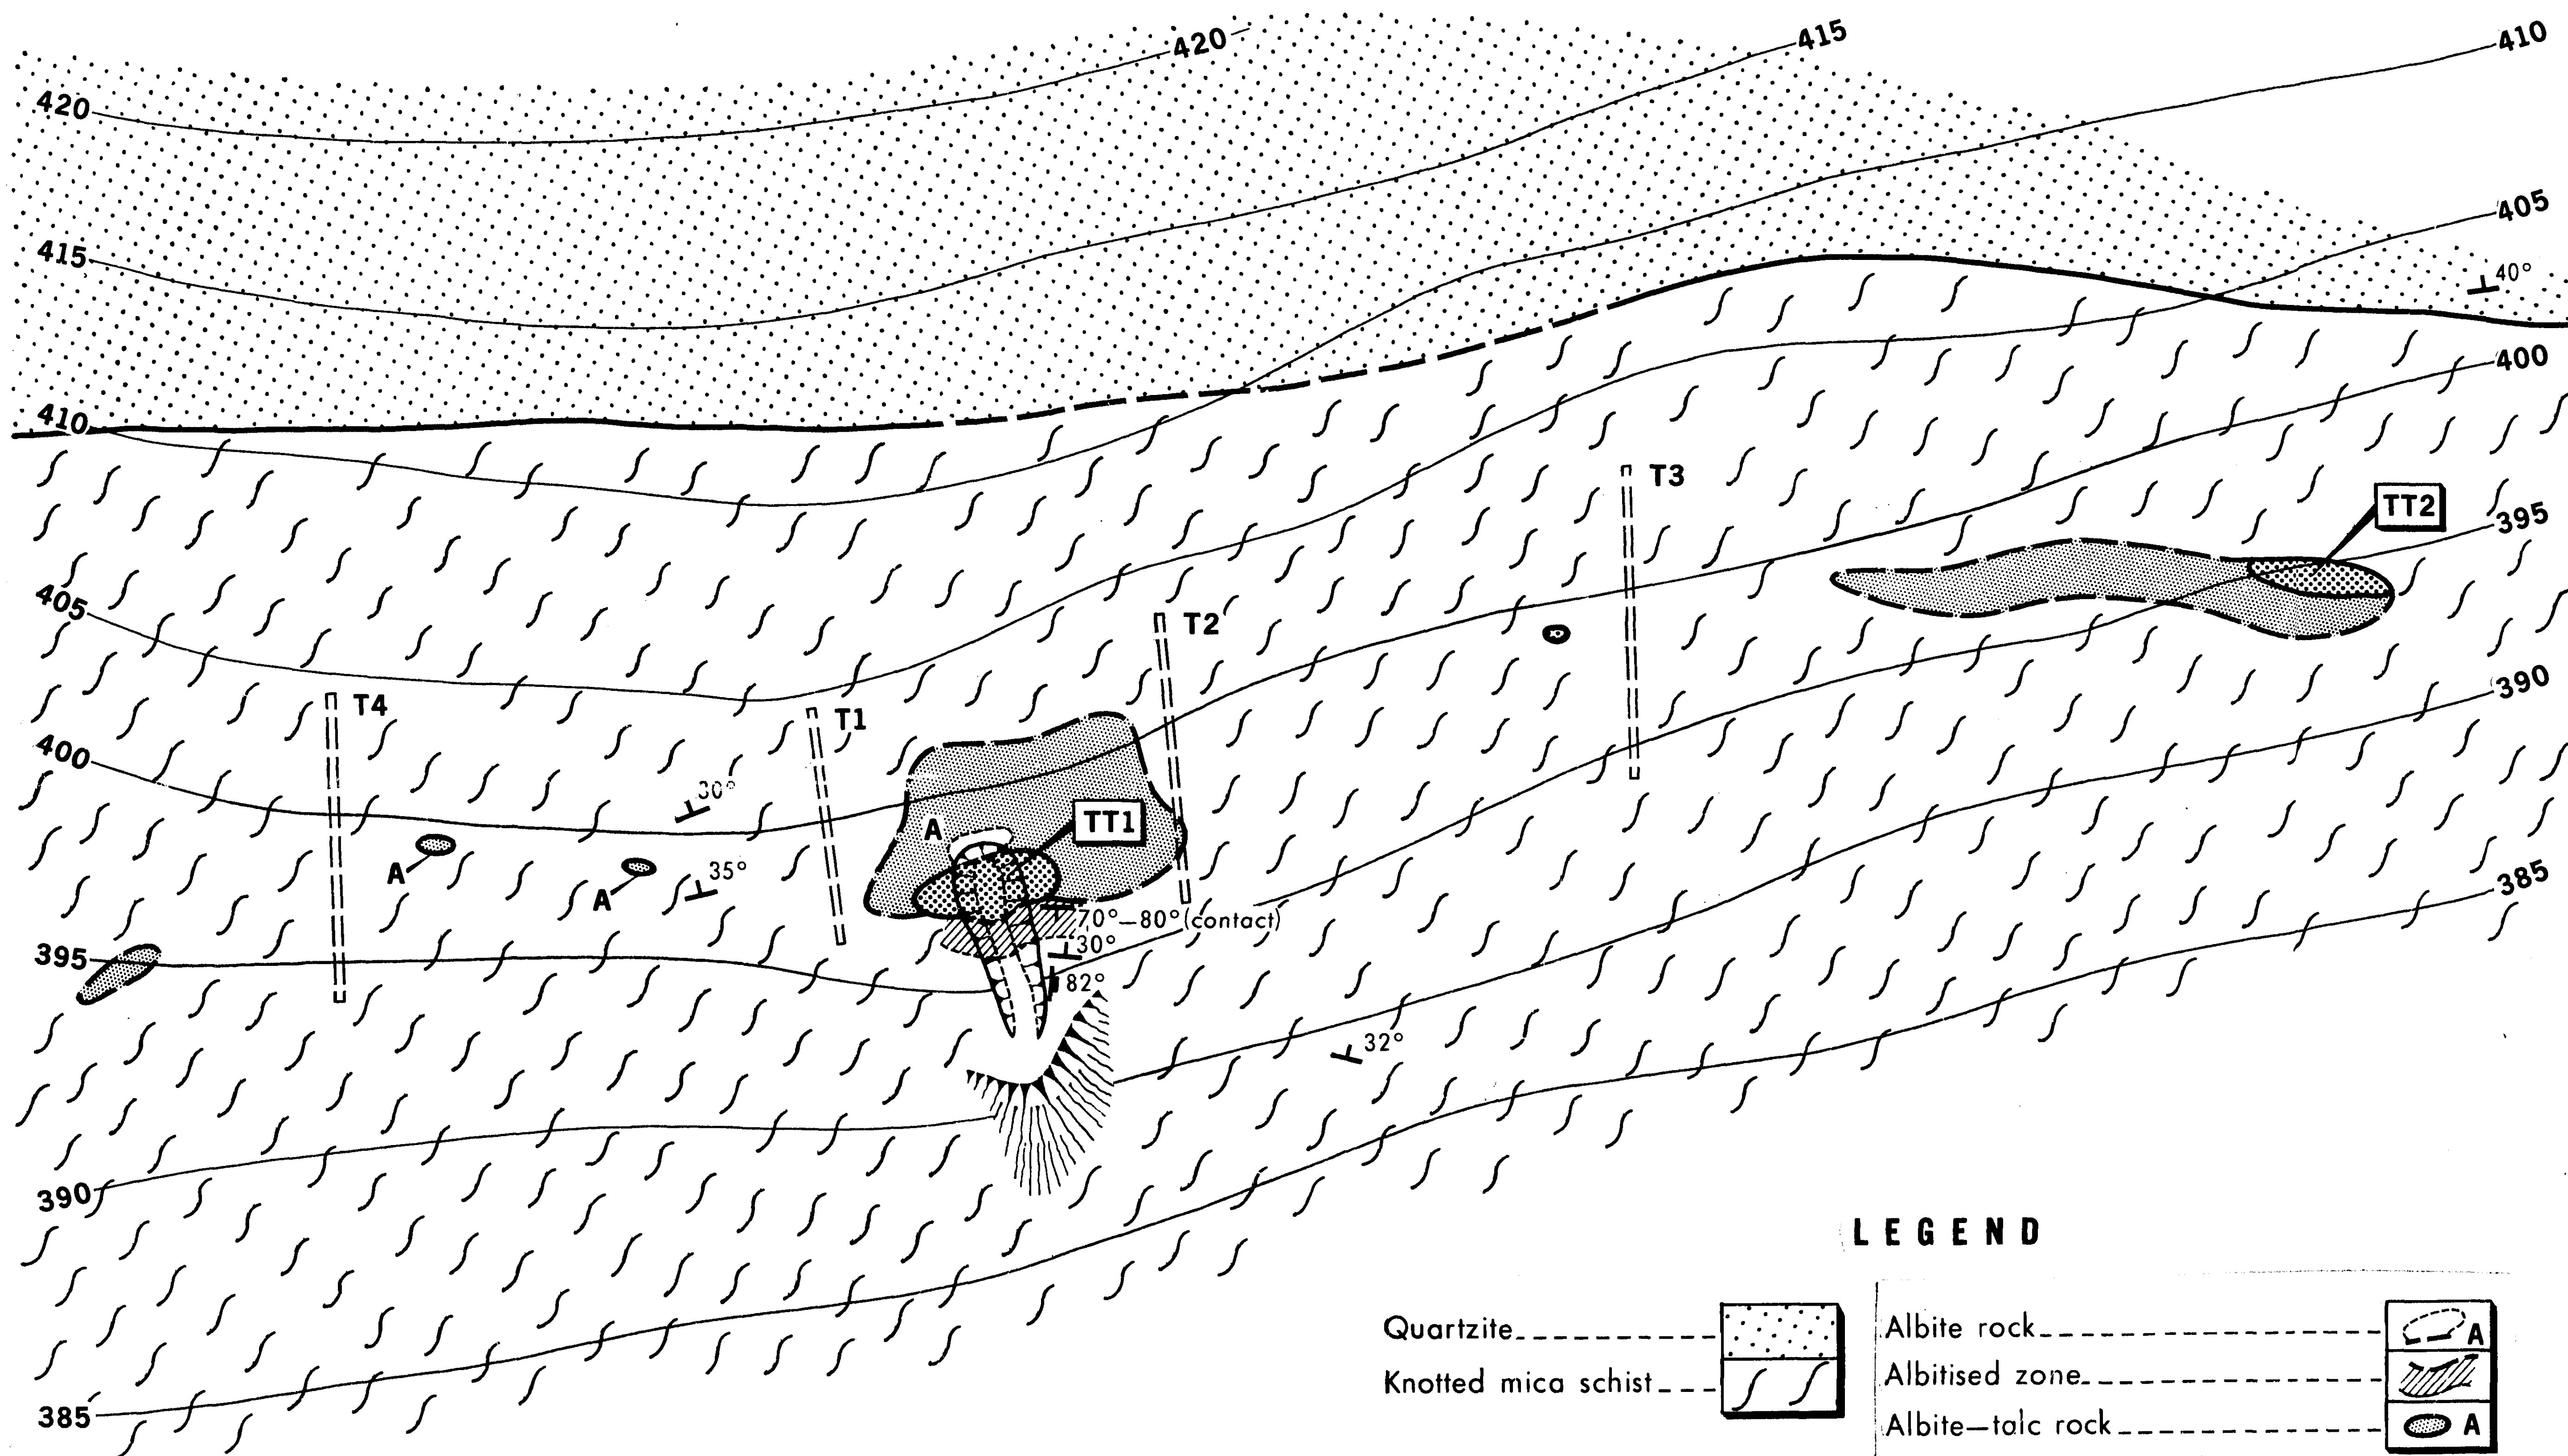 420
415
410
420
405
415
40°
400
410
T3
TT2
395
405
T2
390
T4
T1
400
30°
TT1
A
A
35°
A
385
70°—80° (contact)
30°
395
82°
32°
390
LEGEND
Quartzite
Albite rock
A
Knotted mica schist
Albitised zone
385
Albite—talc rock
A